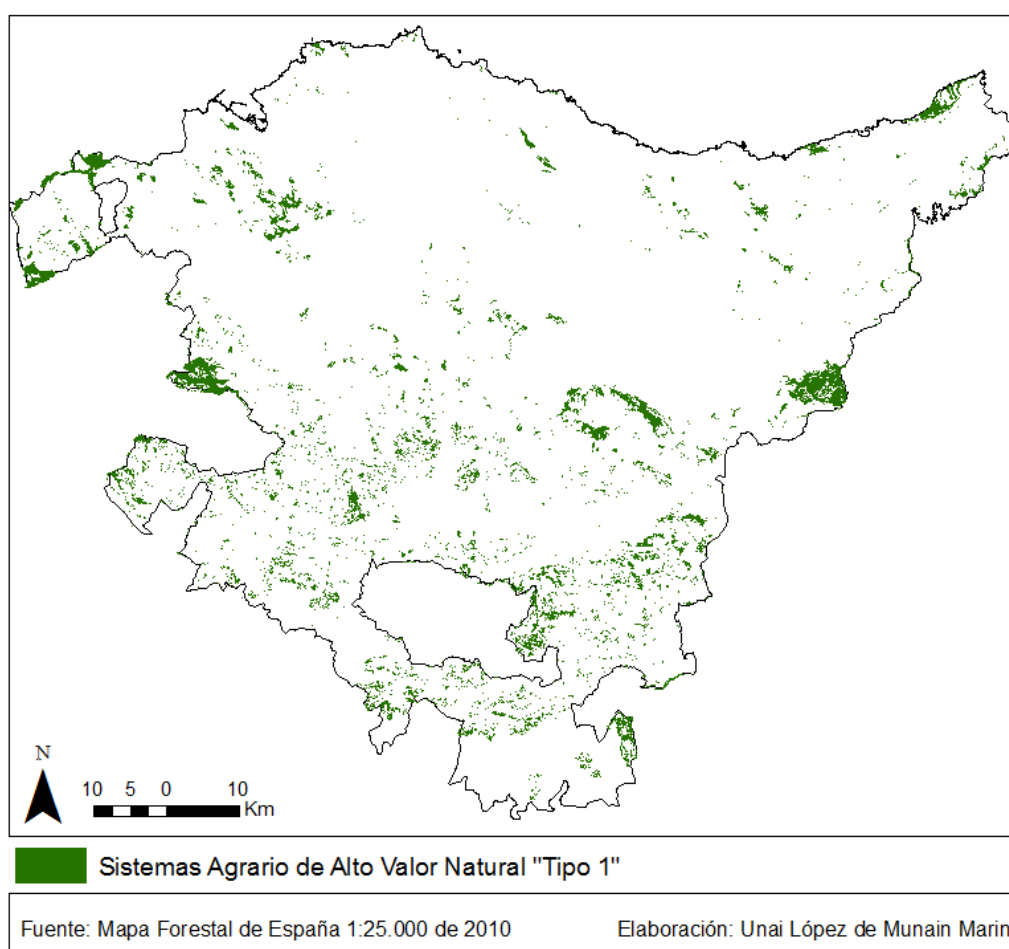 N
10 5 0 10
Km
Sistemas Agrario de Alto Valor Natural "Tipo 1"
Fuente: Mapa Forestal de España 1:25.000 de 2010
Elaboración: Unai López de Munain Marin